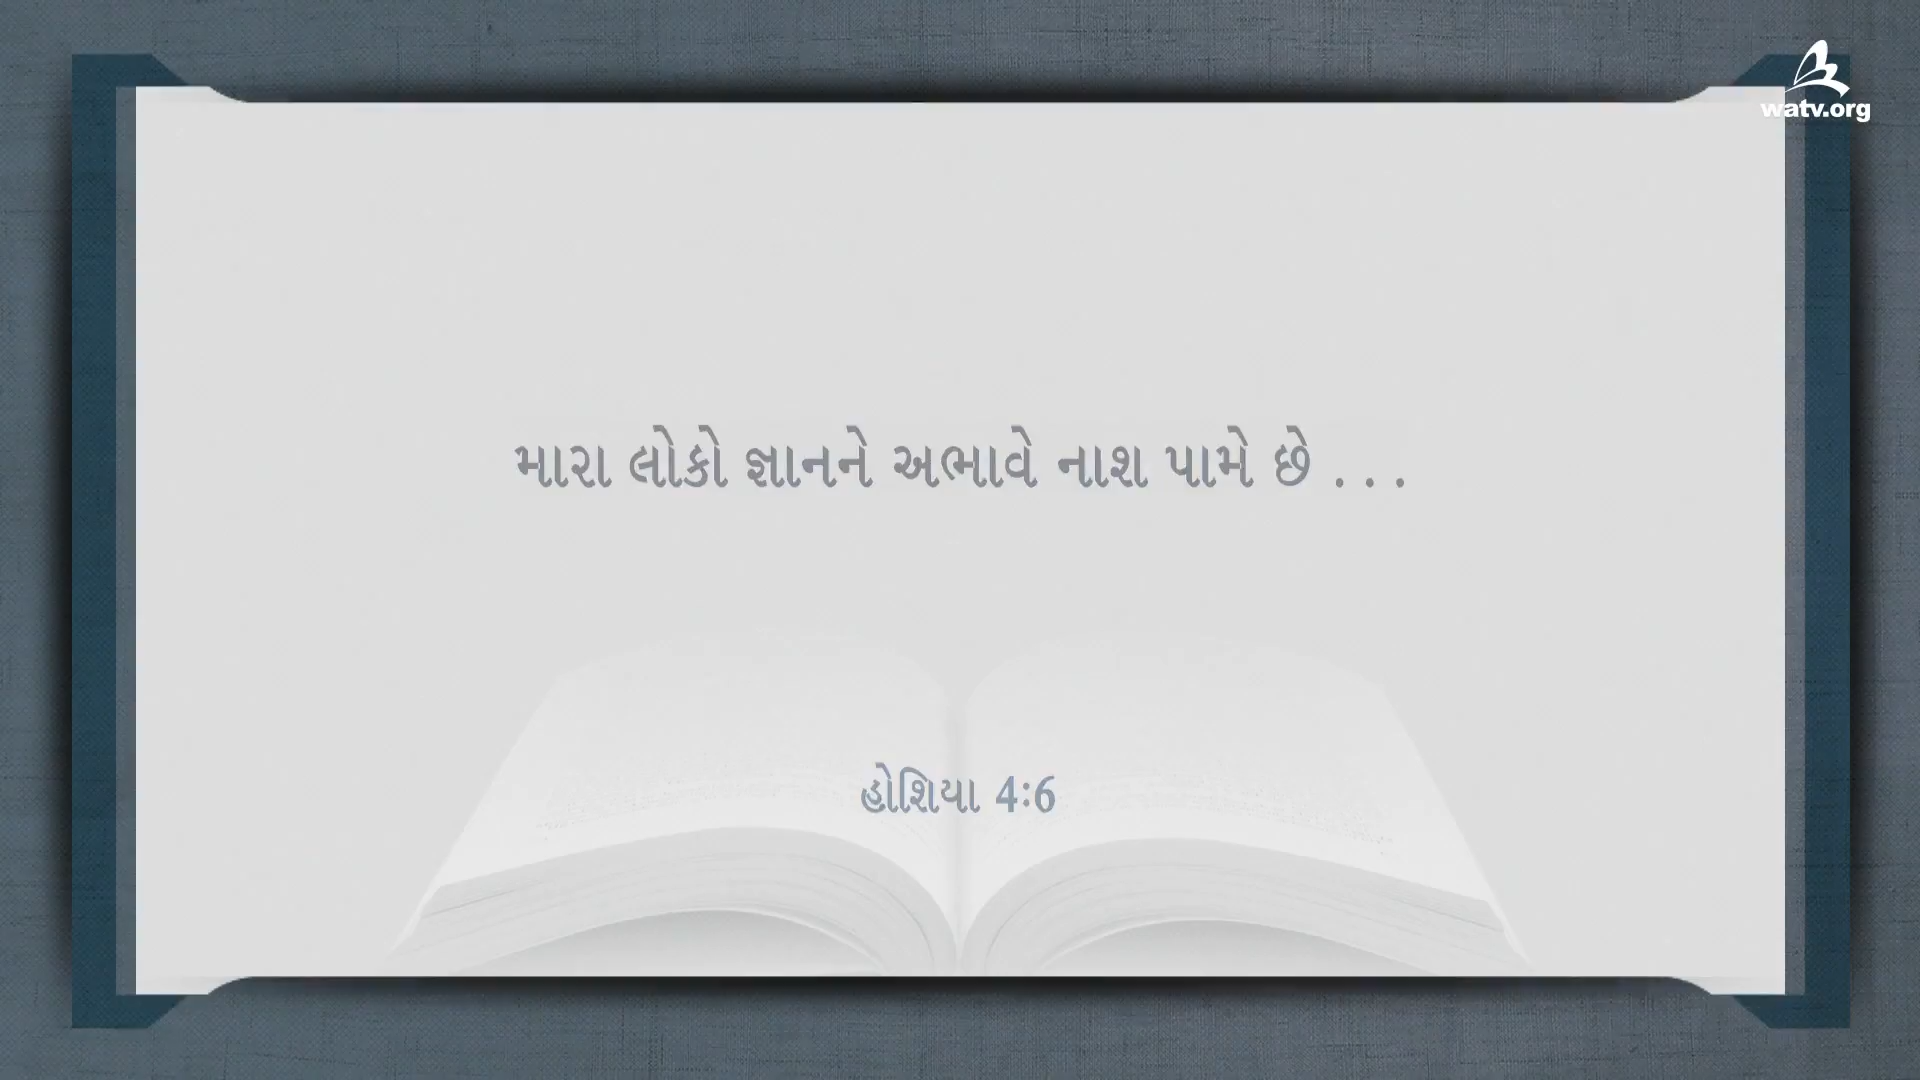 watv.org
મારા લોકો જ્ઞાનને અભાવે નાશ પામે છે . . .
હોશિયા 4:6